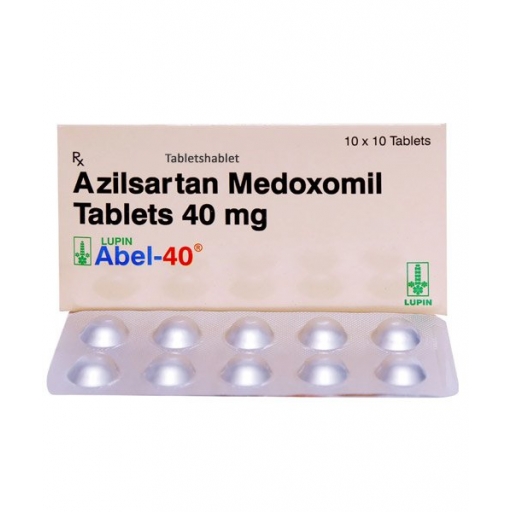 10 x 10 Tablets
Rx
Tabletshablet
Azilsartan Medoxomil
Tablets 40 mg
LUPIN
Abel-40®
LUPIN